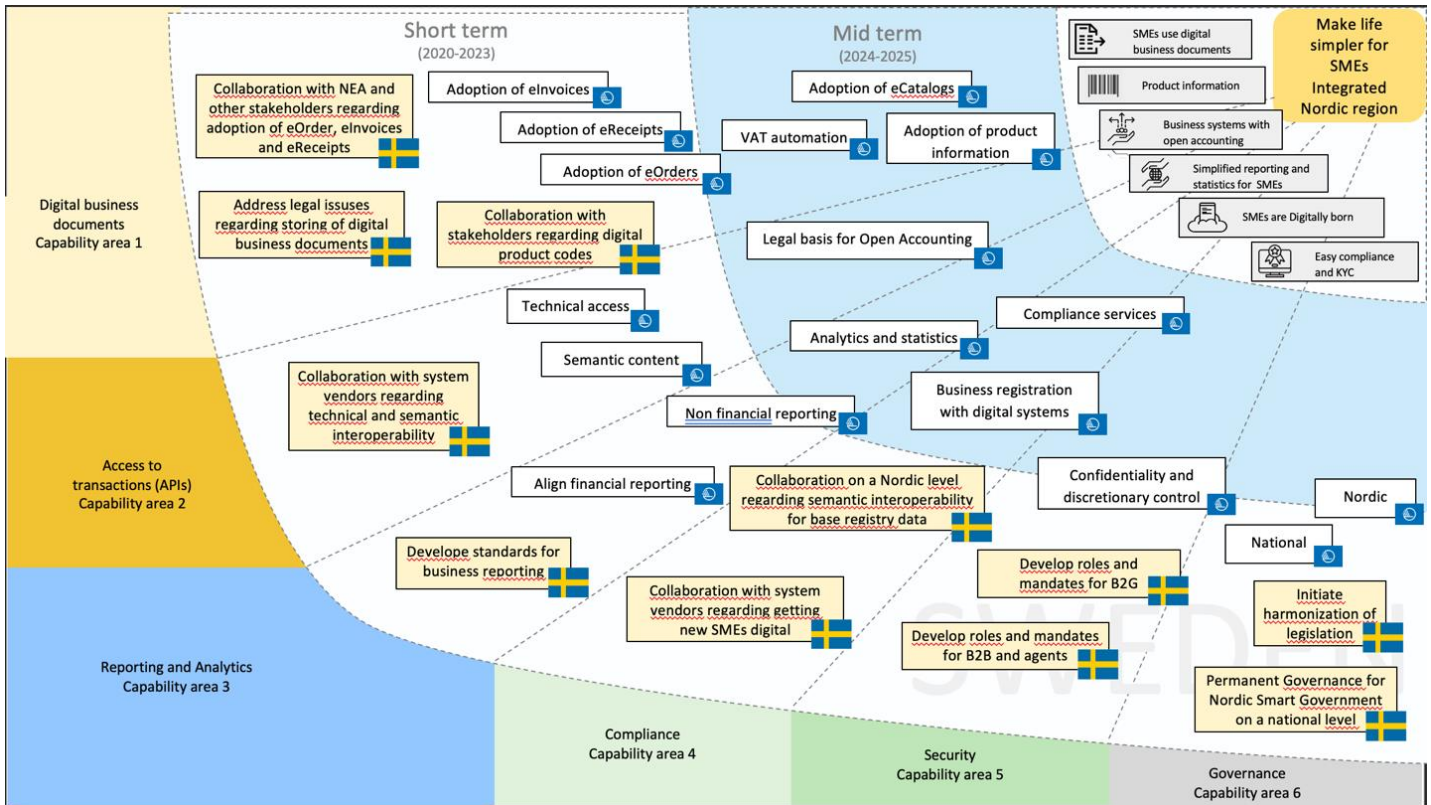 Short term
(2020-2023)
Mid term
(2024-2025)
Make life
simpler for
SMEs
Integrated
Nordic region
SMEs use digital
business documents
Product information
Business systems with
open accounting
Simplified reporting and
statistics for SMEs
SMEs are Digitally born
Easy compliance
and KYC
Collaboration with NEA and
other stakeholders regarding
adoption of eOrder, eInvoices
and eReceipts
Adoption of eInvoices
Adoption of eReceipts
Adoption of eOrders
Adoption of eCatalogs
VAT automation
Adoption of product
information
Digital business
documents
Capability area 1
Address legal issuses
regarding storing of digital
business documents
Collaboration with
stakeholders regarding digital
product codes
Legal basis for Open Accounting
Technical access
Compliance services
Semantic content
Analytics and statistics
Collaboration with system
vendors regarding
technical and semantic
interoperability
Non financial reporting
Business registration
with digital systems
Access to
transactions (APIs)
Capability area 2
Align financial reporting
Collaboration on a Nordic level
regarding semantic interoperability
for base registry data
Confidentiality and
discretionary control
Nordic
National
Develope standards for
business reporting
Collaboration with system
vendors regarding getting
new SMEs digital
Develop roles and
mandates for B2G
Initiate
harmonization of
legislation
Develop roles and mandates
for B2B and agents
SWEDEN
Permanent Governance for
Nordic Smart Government
on a national level
Reporting and Analytics
Capability area 3
Compliance
Capability area 4
Security
Capability area 5
Governance
Capability area 6